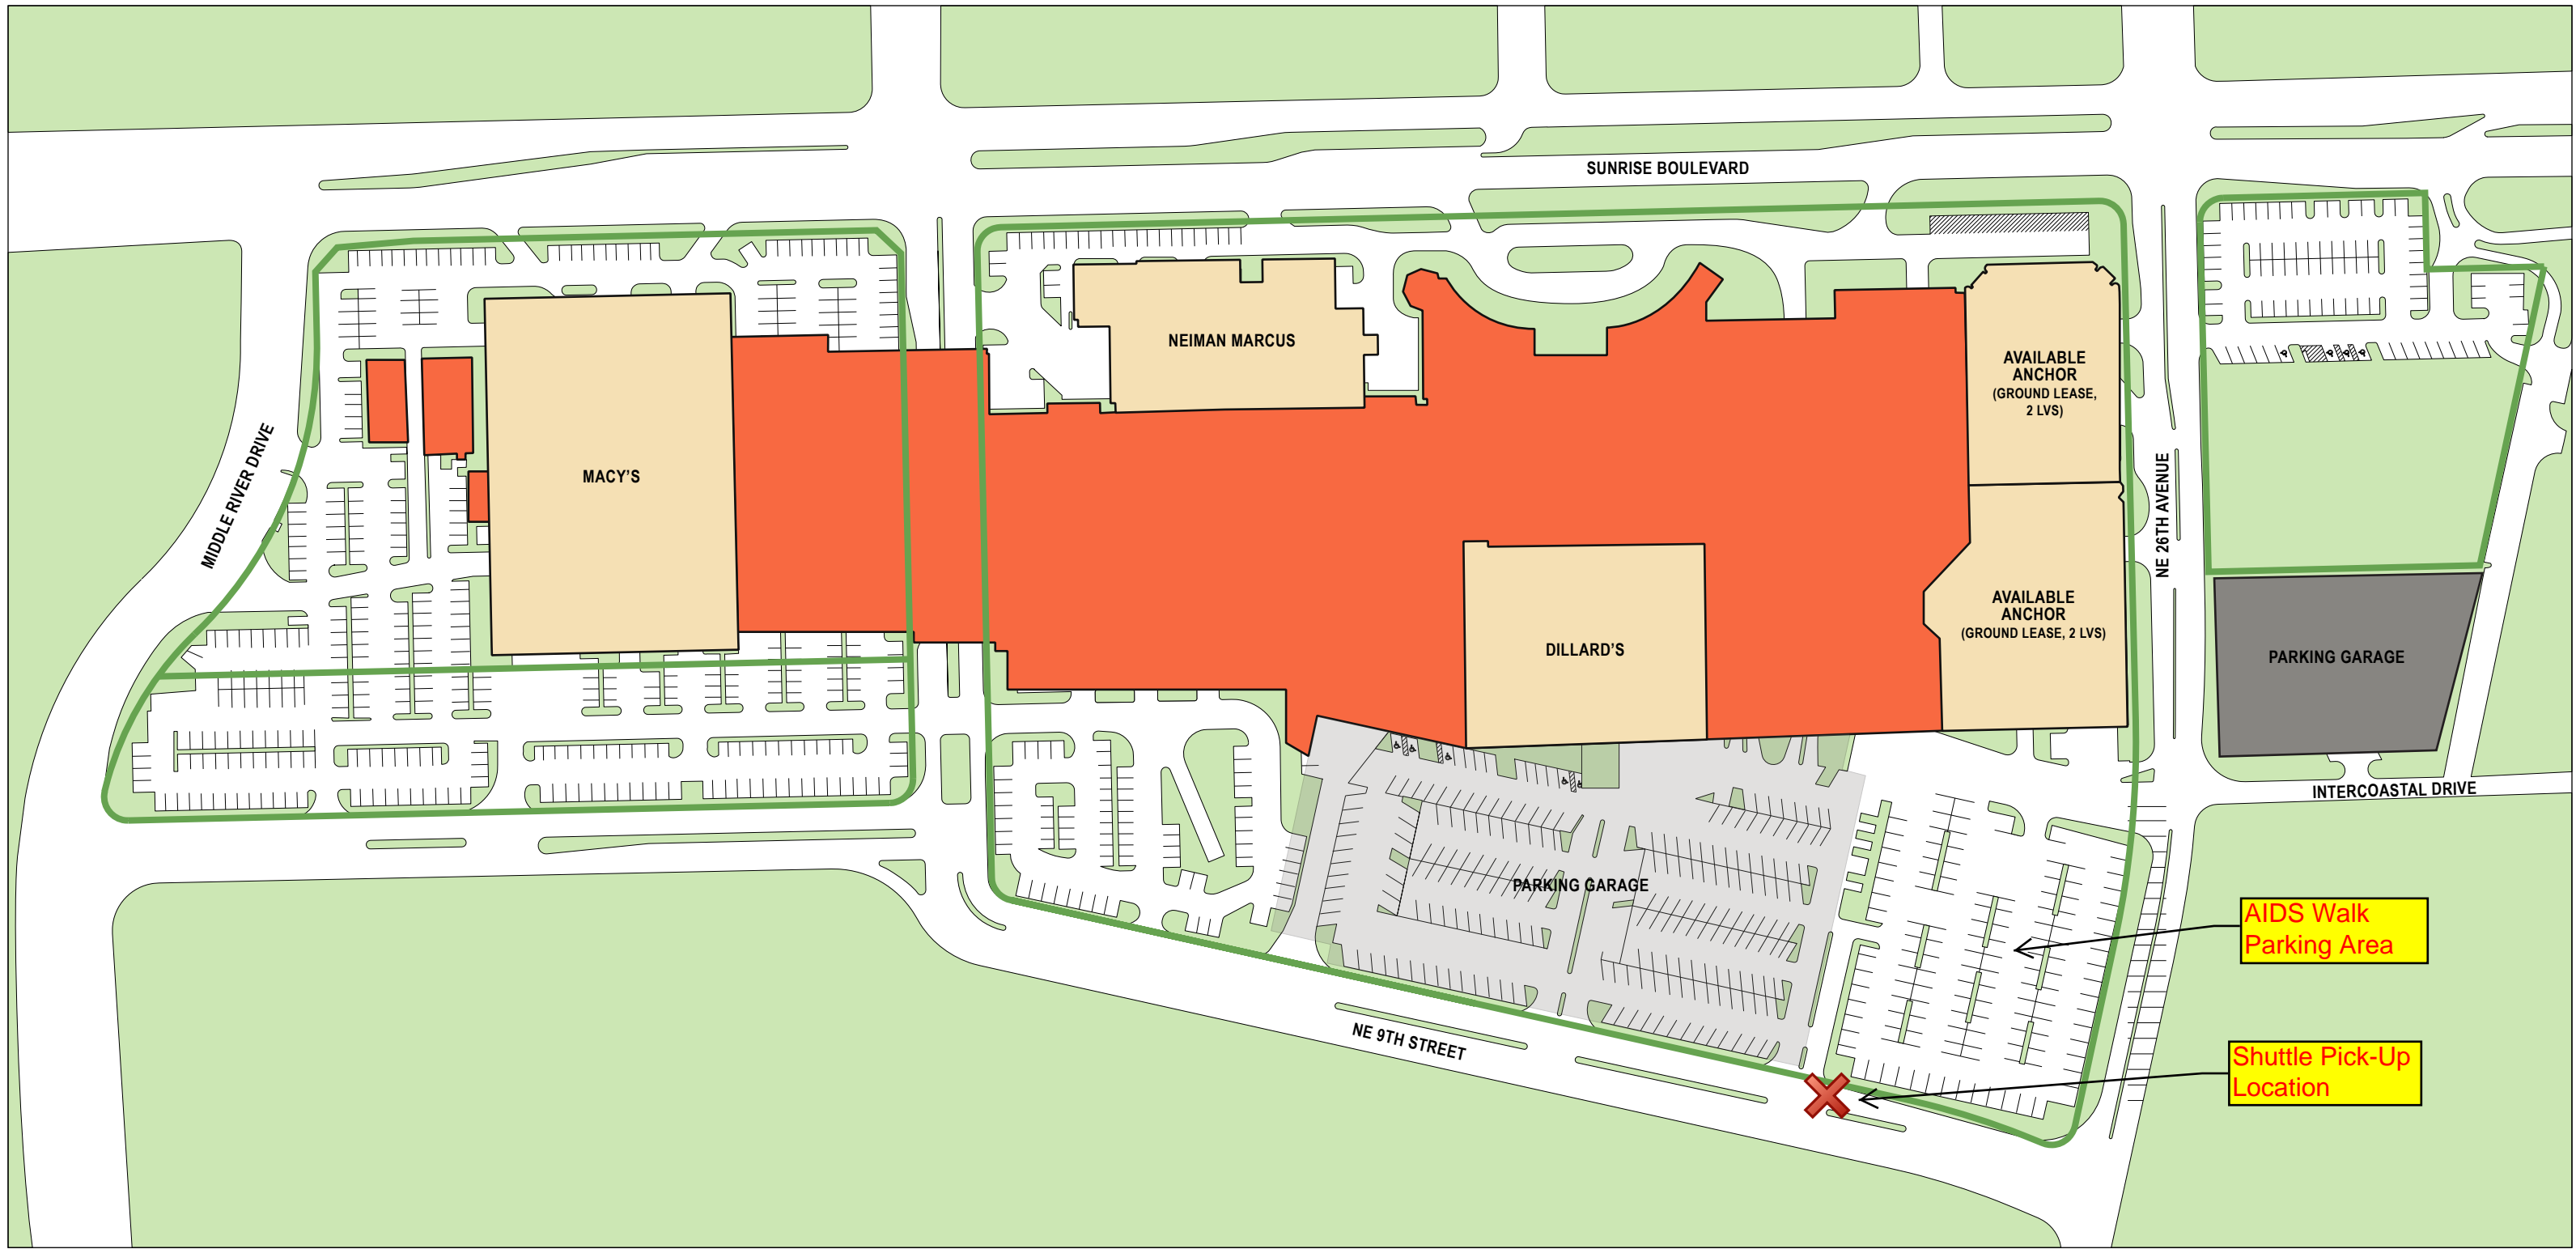 SUNRISE BOULEVARD
NEIMAN MARCUS
AVAILABLE
ANCHOR
(GROUND LEASE,
2 LVS)
MACY'S
MIDDLE RIVER DRIVE
NE 26TH AVENUE
AVAILABLE
ANCHOR
(GROUND LEASE, 2 LVS)
DILLARD'S
PARKING GARAGE
INTERCOASTAL DRIVE
PARKING GARAGE
AIDS Walk
Parking Area
NE 9TH STREET
Shuttle Pick-Up
Location